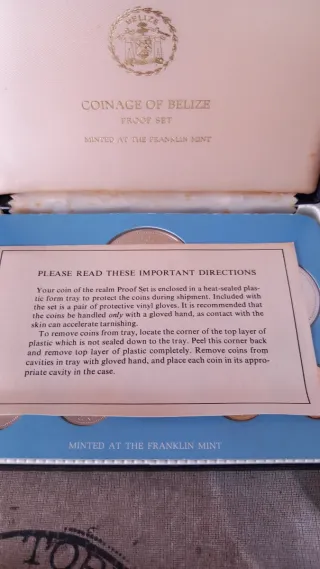 BELIZE
COINAGE OF BELIZE
PROOF SET
MINTED AT THE FRANKLIN MINT
PLEASE READ THESE IMPORTANT DIRECTIONS
Your coin of the realm Proof Set is enclosed in a heat-sealed plas-
tic form tray to protect the coins during shipment. Included with
the set is a pair of protective vinyl gloves. It is recommended that
the coins be handled only with a gloved hand, as contact with the
skin can accelerate tarnishing.
To remove coins from tray, locate the corner of the top layer of
plastic which is not sealed down to the tray. Peel this corner back
and remove top layer of plastic completely. Remove coins from
cavities in tray with gloved hand, and place each coin in its appro-
priate cavity in the case.
MINTED AT THE FRANKLIN MINT